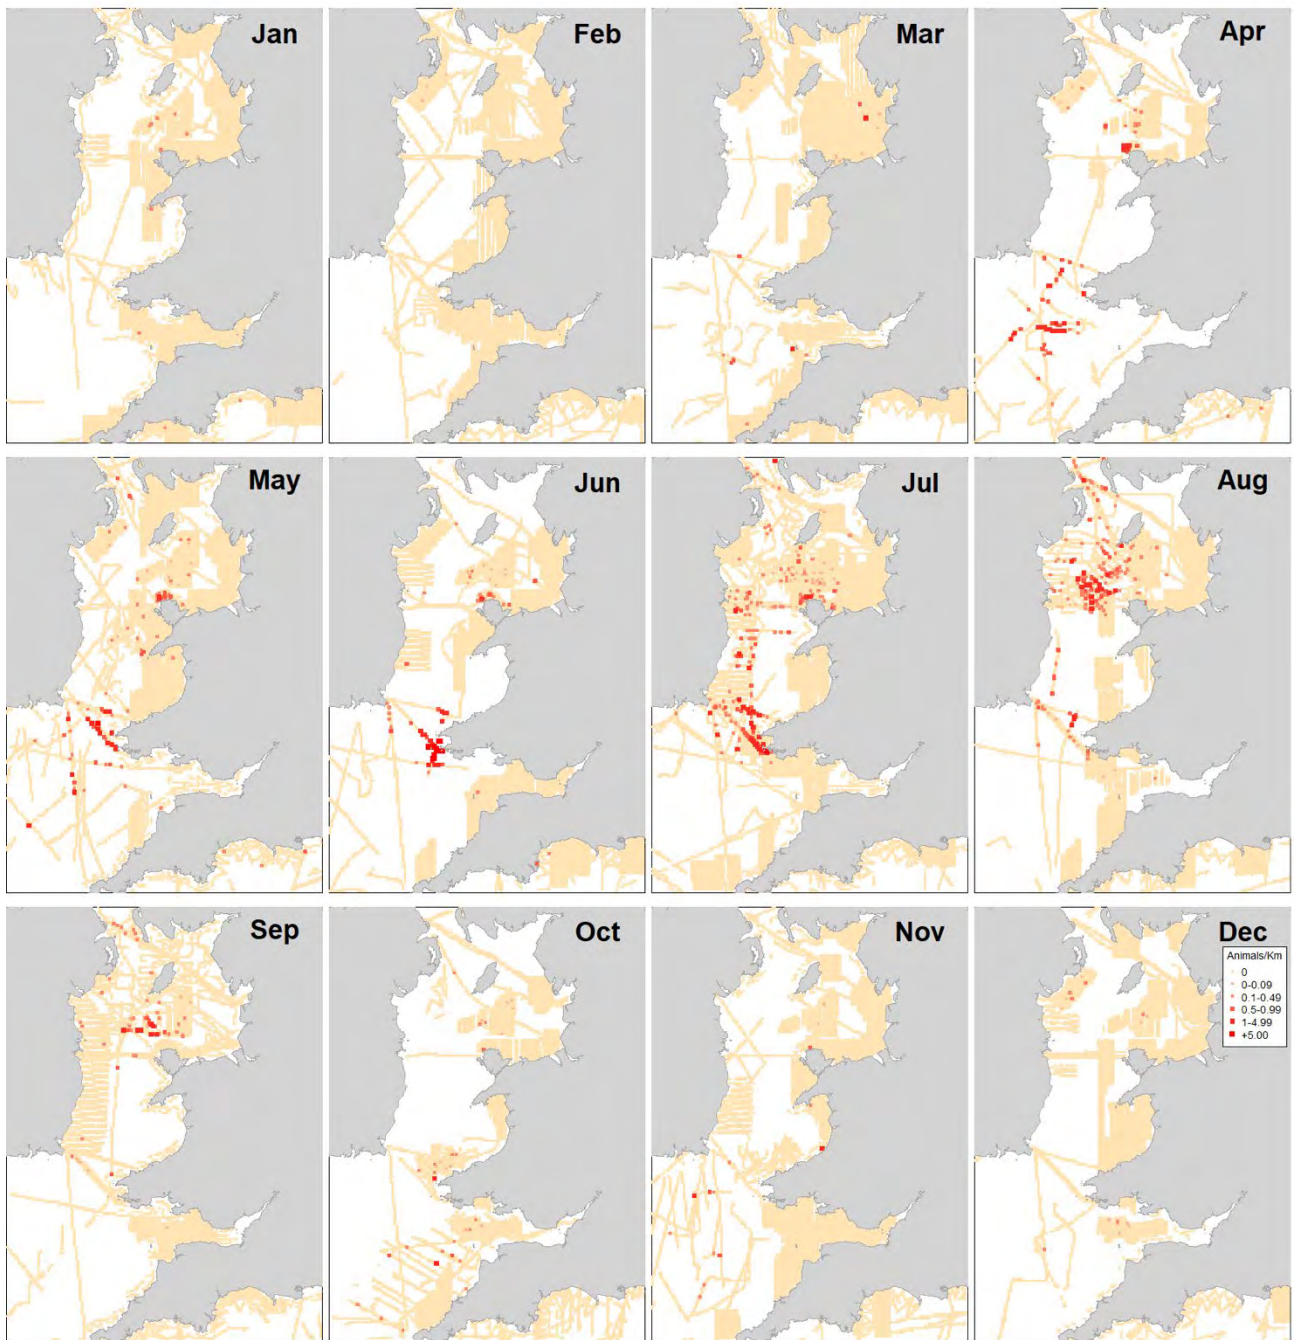 Jan
Feb
Mar
Apr
May
Jun
Jul
Aug
Sep
Oct
Nov
Dec
Animals/Km
0
0-0.09
0.1-0.49
0.5-0.99
1-4.99
+5.00